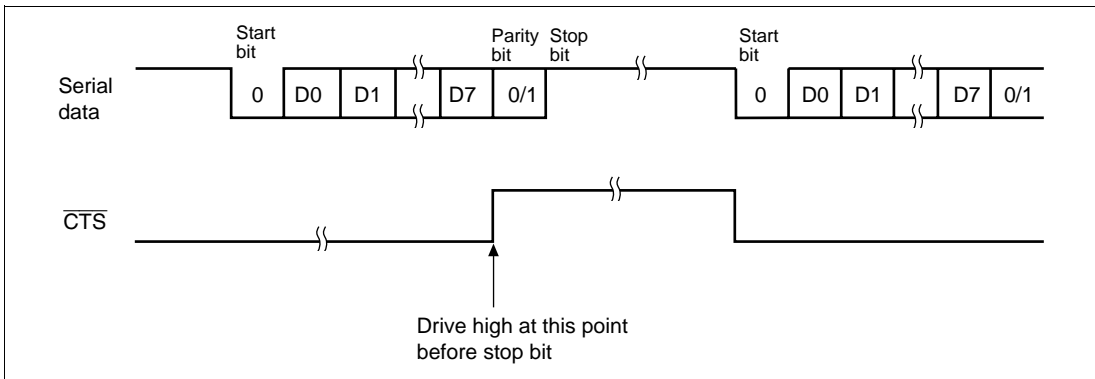 Start bit
Parity bit
Stop bit
Start bit
Serial data
0 D0 D1 D7 0/1 0 D0 D1 D7 0/1
CTS
Drive high at this point
before stop bit